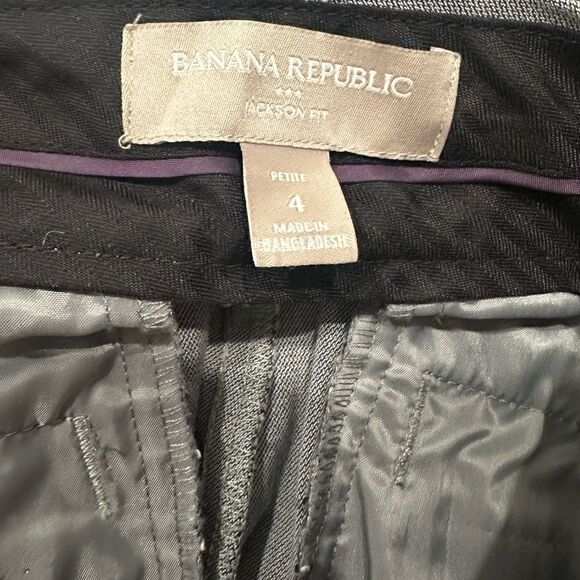 BANANA REPUBLIC
JACKSON FIT
PETITE
4
MADE IN
BANGLADESH